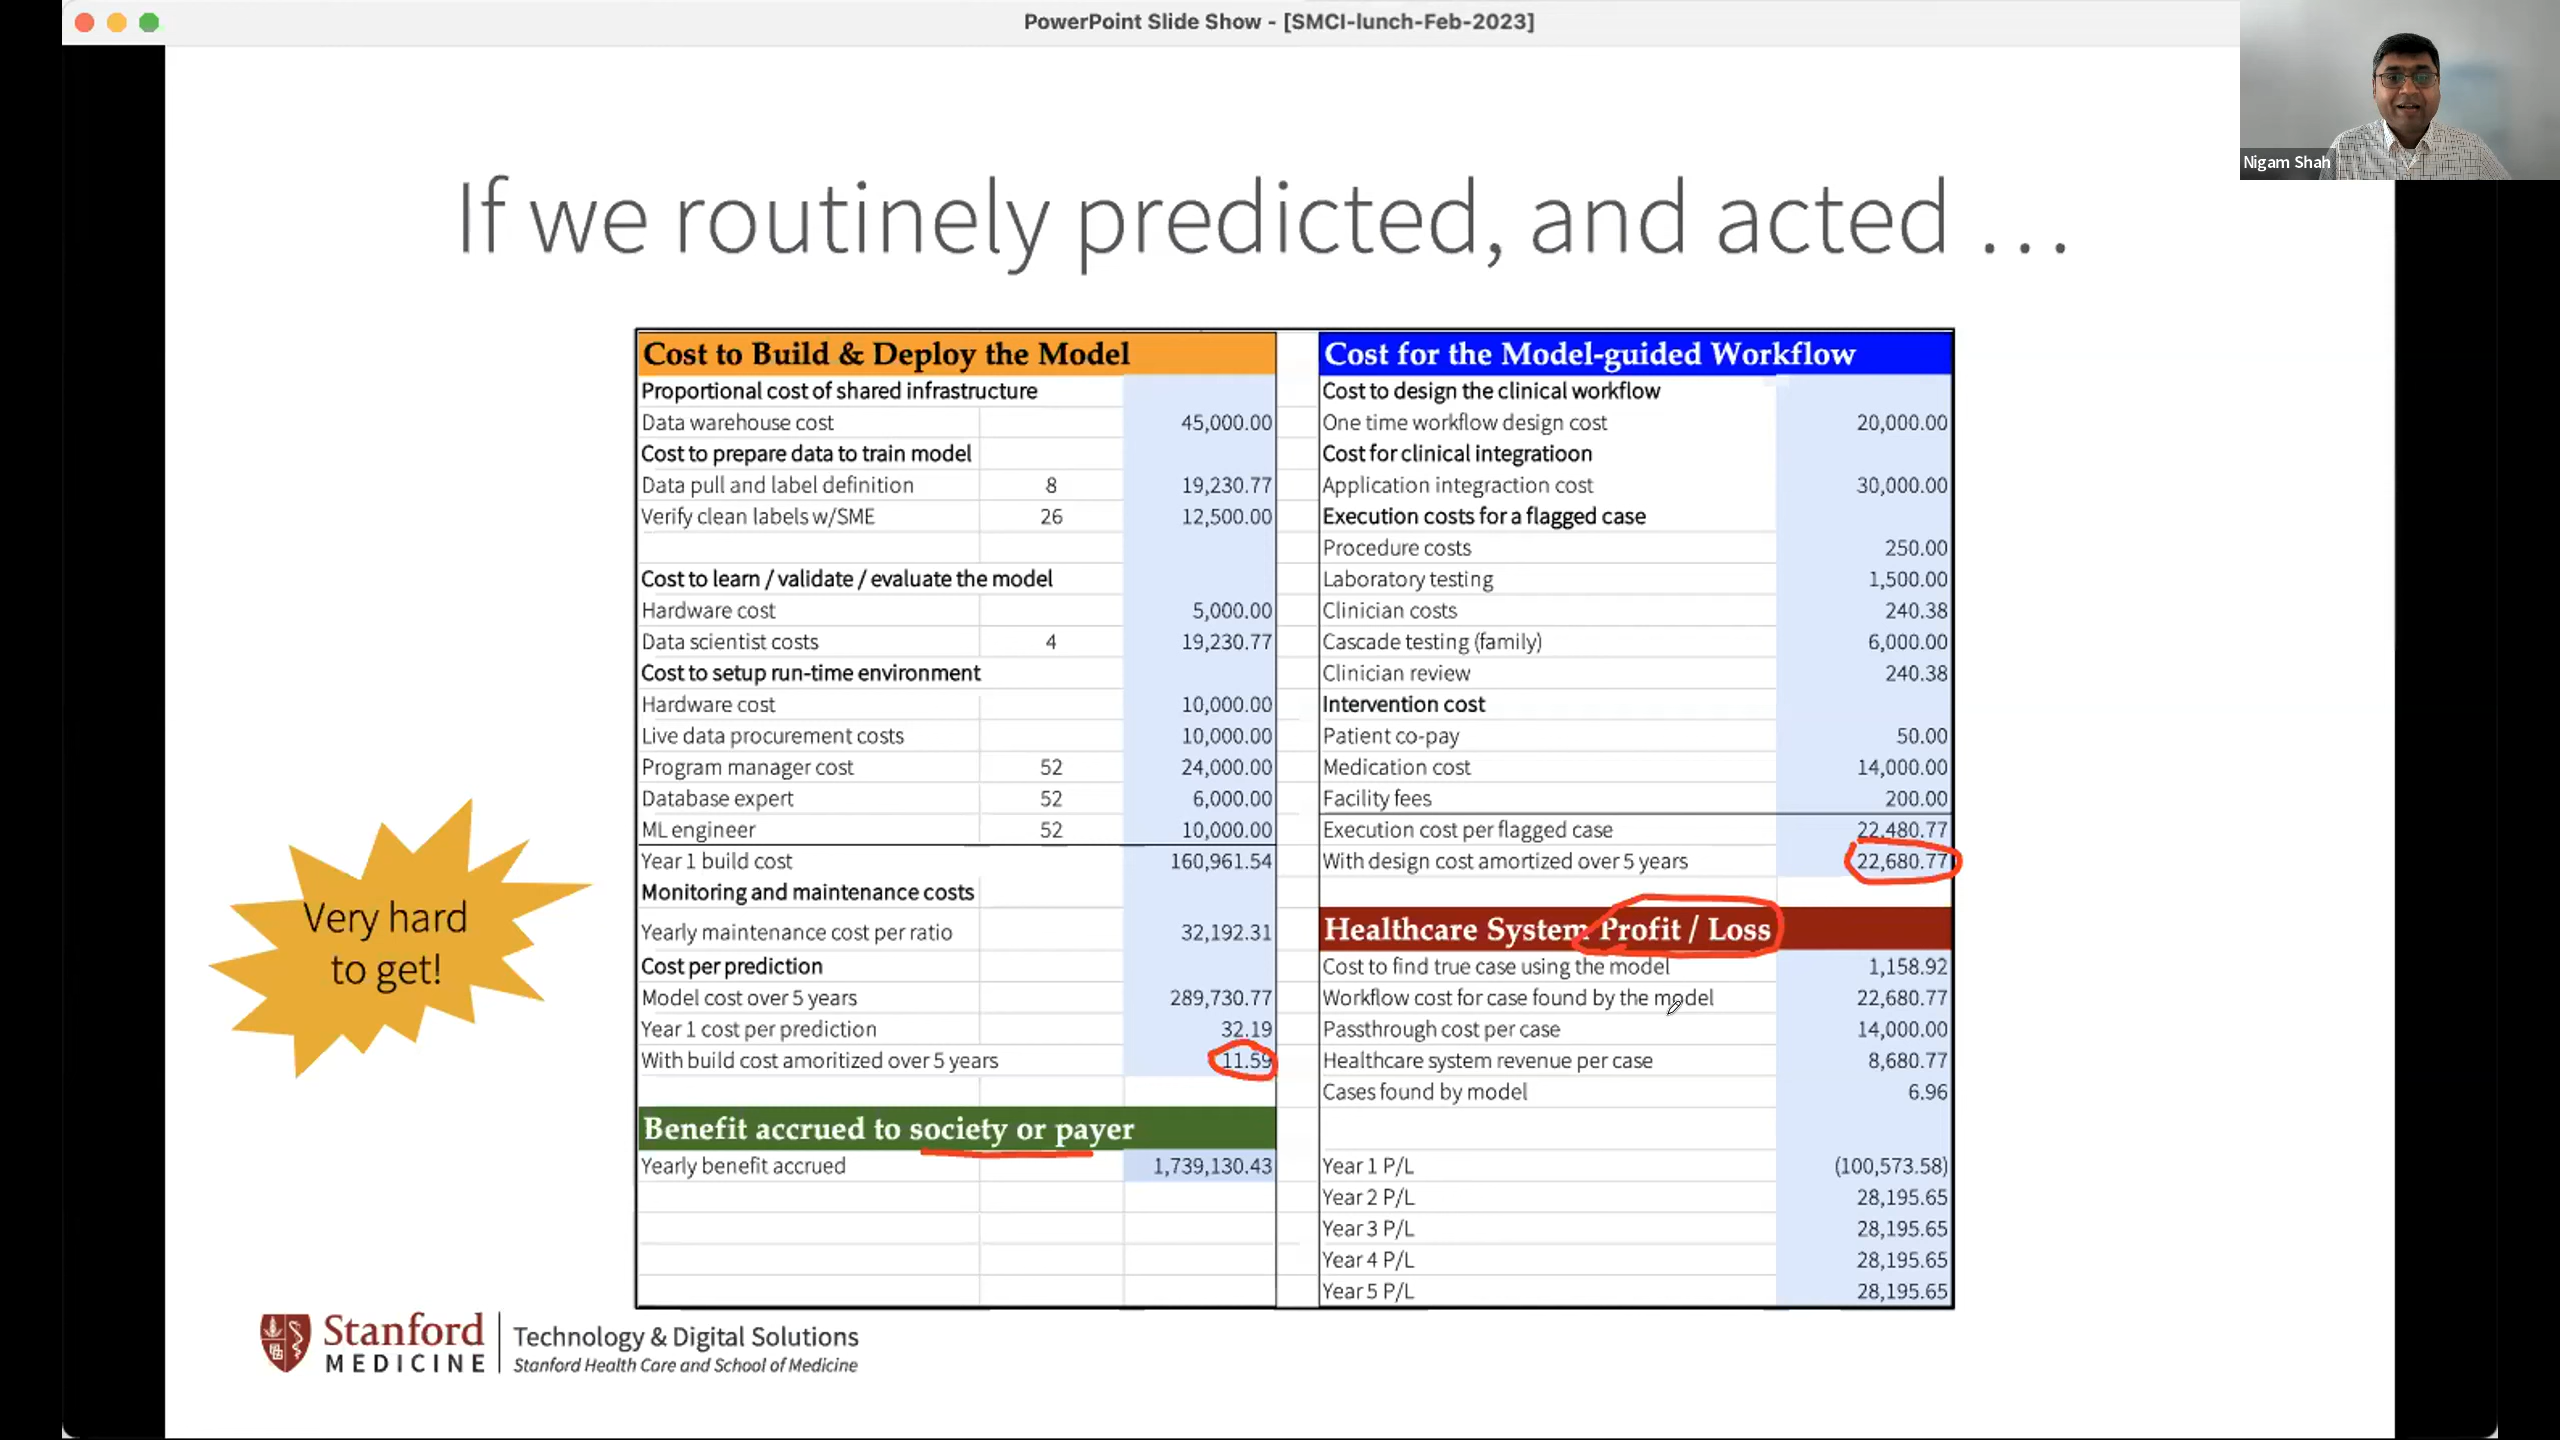 PowerPoint Slide Show - [SMCI-lunch-Feb-2023]
Nigam Shah
If we routinely predicted, and acted ...
Cost to Build & Deploy the Model
Proportional cost of shared infrastructure
Data warehouse cost 45,000.00
Cost to prepare data to train model
Data pull and label definition 8 19,230.77
Verify clean labels w/SME 26 12,500.00
Cost to learn / validate / evaluate the model
Hardware cost 5,000.00
Data scientist costs 4 19,230.77
Cost to setup run-time environment
Hardware cost 10,000.00
Live data procurement costs 10,000.00
Program manager cost 52 24,000.00
Database expert 52 6,000.00
ML engineer 52 10,000.00
Year 1 build cost 160,961.54
Monitoring and maintenance costs
Yearly maintenance cost per ratio 32,192.31
Cost per prediction
Model cost over 5 years 289,730.77
Year 1 cost per prediction 32.19
With build cost amoritized over 5 years 11.59
Benefit accrued to society or payer
Yearly benefit accrued 1,739,130.43
Cost for the Model-guided Workflow
Cost to design the clinical workflow
One time workflow design cost 20,000.00
Cost for clinical integratioon
Application integraction cost 30,000.00
Execution costs for a flagged case
Procedure costs 250.00
Laboratory testing 1,500.00
Clinician costs 240.38
Cascade testing (family) 6,000.00
Clinician review 240.38
Intervention cost
Patient co-pay 50.00
Medication cost 14,000.00
Facility fees 200.00
Execution cost per flagged case 22,480.77
With design cost amortized over 5 years 22,680.77
Healthcare System Profit / Loss
Cost to find true case using the model 1,158.92
Workflow cost for case found by the model 22,680.77
Passthrough cost per case 14,000.00
Healthcare system revenue per case 8,680.77
Cases found by model 6.96
Year 1 P/L (100,573.58)
Year 2 P/L 28,195.65
Year 3 P/L 28,195.65
Year 4 P/L 28,195.65
Year 5 P/L 28,195.65
Very hard
to get!
Stanford
MEDICINE
Technology & Digital Solutions
Stanford Health Care and School of Medicine